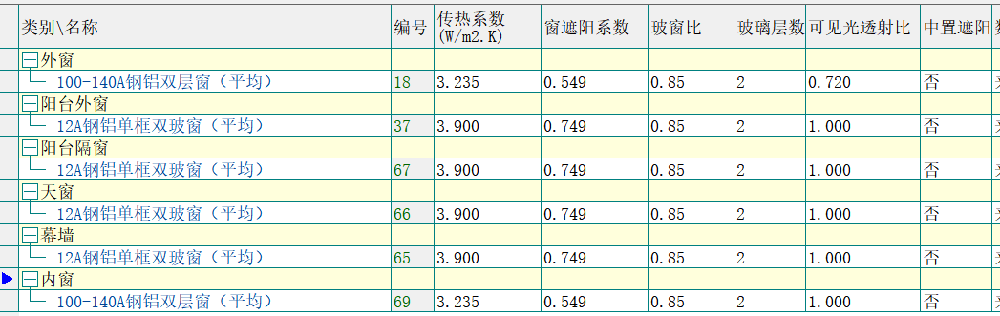 类别\名称 编号 传热系数 (W/m2.K) 窗遮阳系数 玻窗比 玻璃层数 可见光透射比 中置遮阳
外窗
100-140A钢铝双层窗（平均） 18 3.235 0.549 0.85 2 0.720 否
阳台外窗
12A钢铝单框双玻窗（平均） 37 3.900 0.749 0.85 2 1.000 否
阳台隔窗
12A钢铝单框双玻窗（平均） 67 3.900 0.749 0.85 2 1.000 否
天窗
12A钢铝单框双玻窗（平均） 66 3.900 0.749 0.85 2 1.000 否
幕墙
12A钢铝单框双玻窗（平均） 65 3.900 0.749 0.85 2 1.000 否
内窗
100-140A钢铝双层窗（平均） 69 3.235 0.549 0.85 2 1.000 否